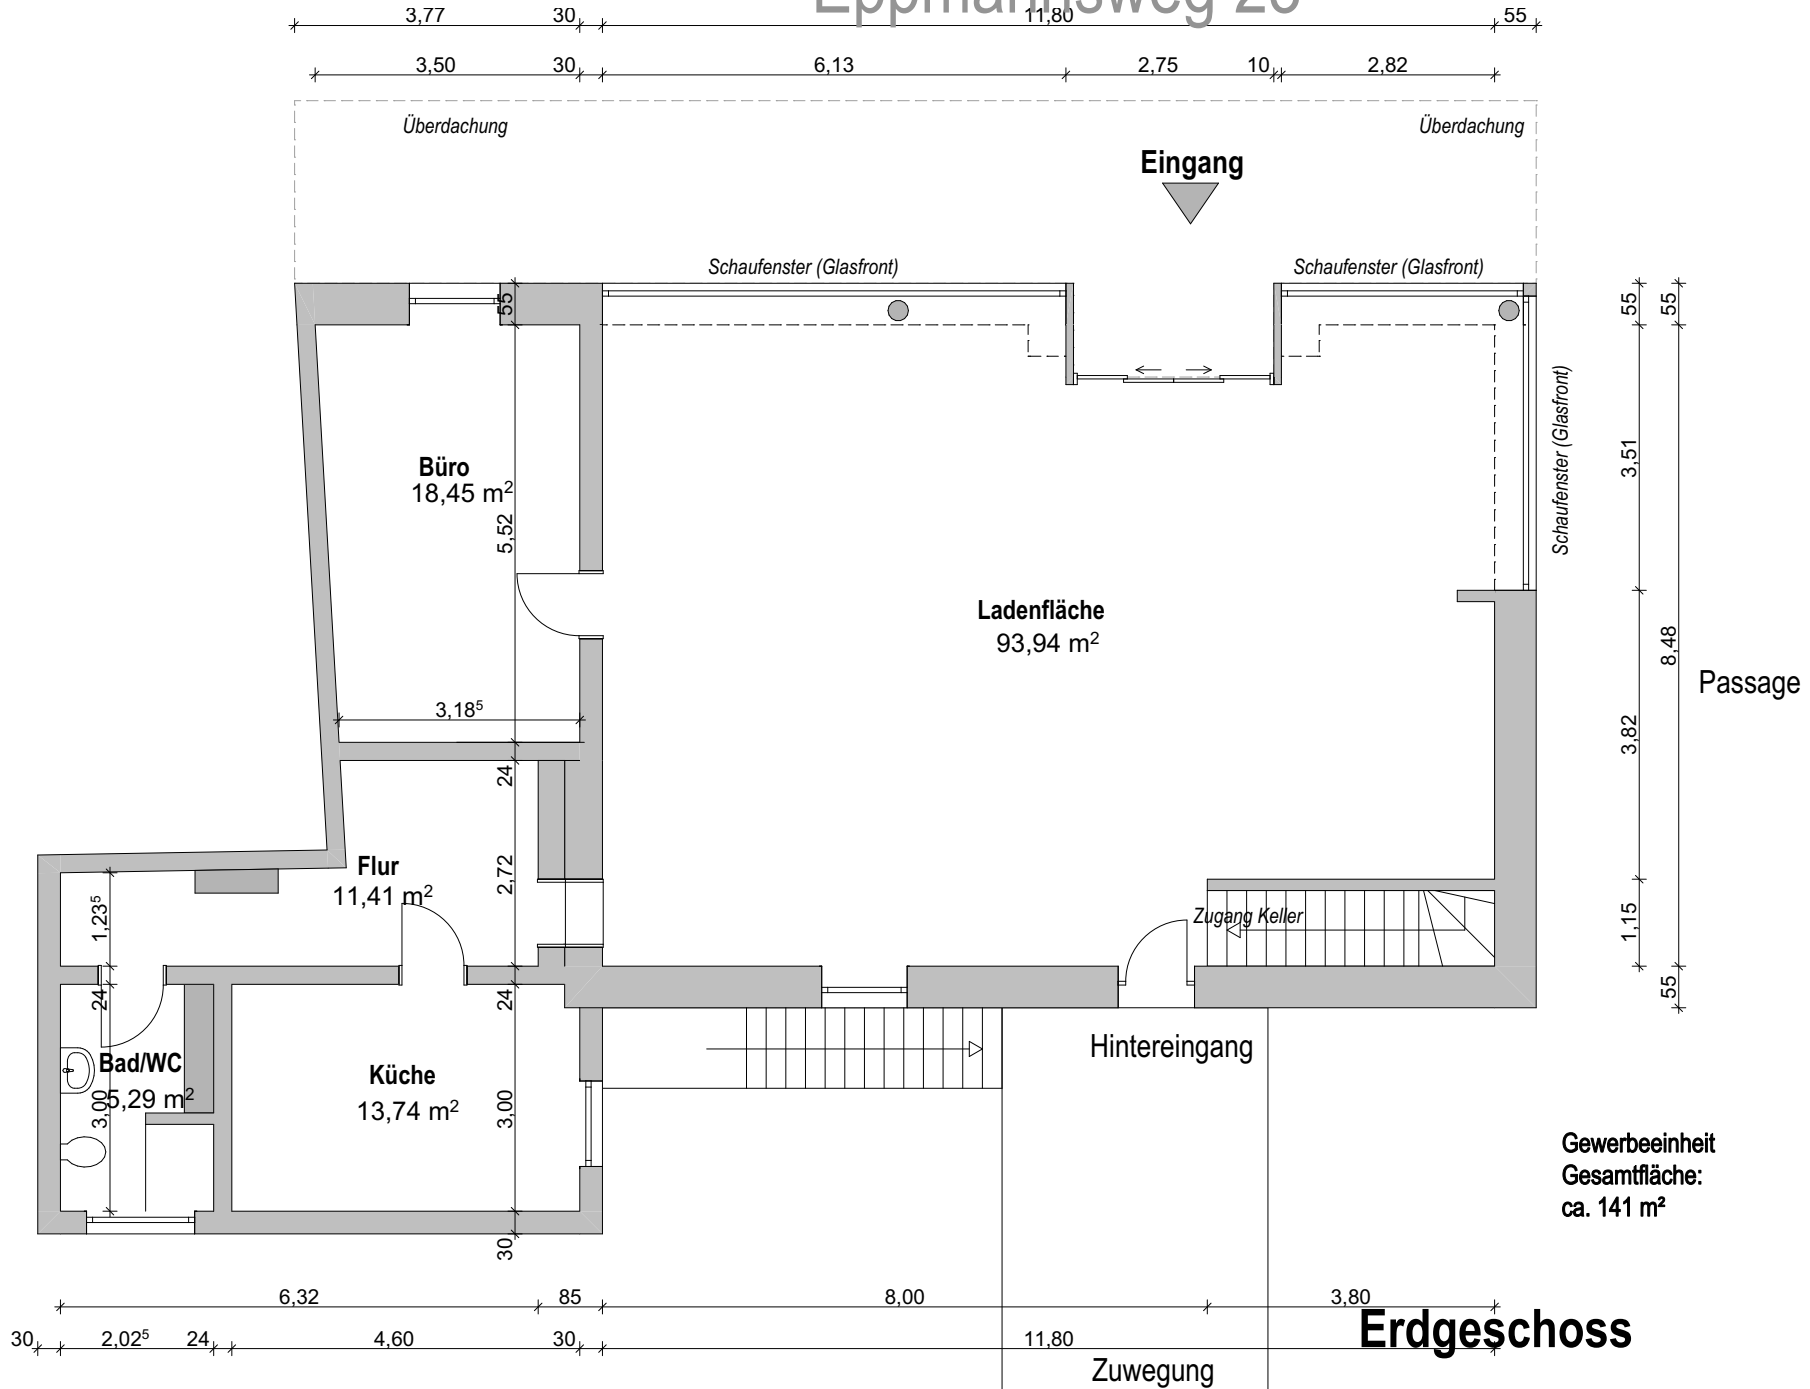 Eppmannsweg 28
3,77 30 11,80 55
3,50 30 6,13 2,75 10 2,82
Überdachung
Überdachung
Eingang
Schaufenster (Glasfront)
Schaufenster (Glasfront)
55
55
55
Schaufenster (Glasfront)
3,51
Büro
18,45 m²
5,52
Ladenfläche
93,94 m²
8,48
Passage
3,18⁵
3,82
24
Flur
11,41 m²
2,72
1,23⁵
Zugang Keller
1,15
24
24
55
Hintereingang
Bad/WC
5,29 m²
3,00
Küche
13,74 m²
3,00
Gewerbeeinheit
Gesamtfläche:
ca. 141 m²
30
6,32 85 8,00 3,80
Erdgeschoss
30 2,02⁵ 24 4,60 30 11,80
Zuwegung